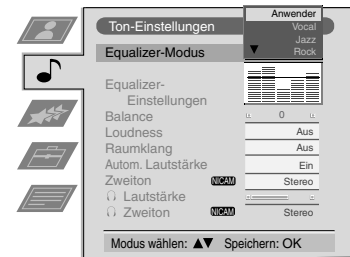 Ton-Einstellungen
Anwender
Vocal
Jazz
Rock
Equalizer-Modus
Equalizer-
Einstellungen
Balance 0
Loudness Aus
Raumklang Aus
Autom. Lautstärke Ein
Zweiton NICAM Stereo
Lautstärke
Zweiton NICAM Stereo
Modus wählen: ▲▼ Speichern: OK